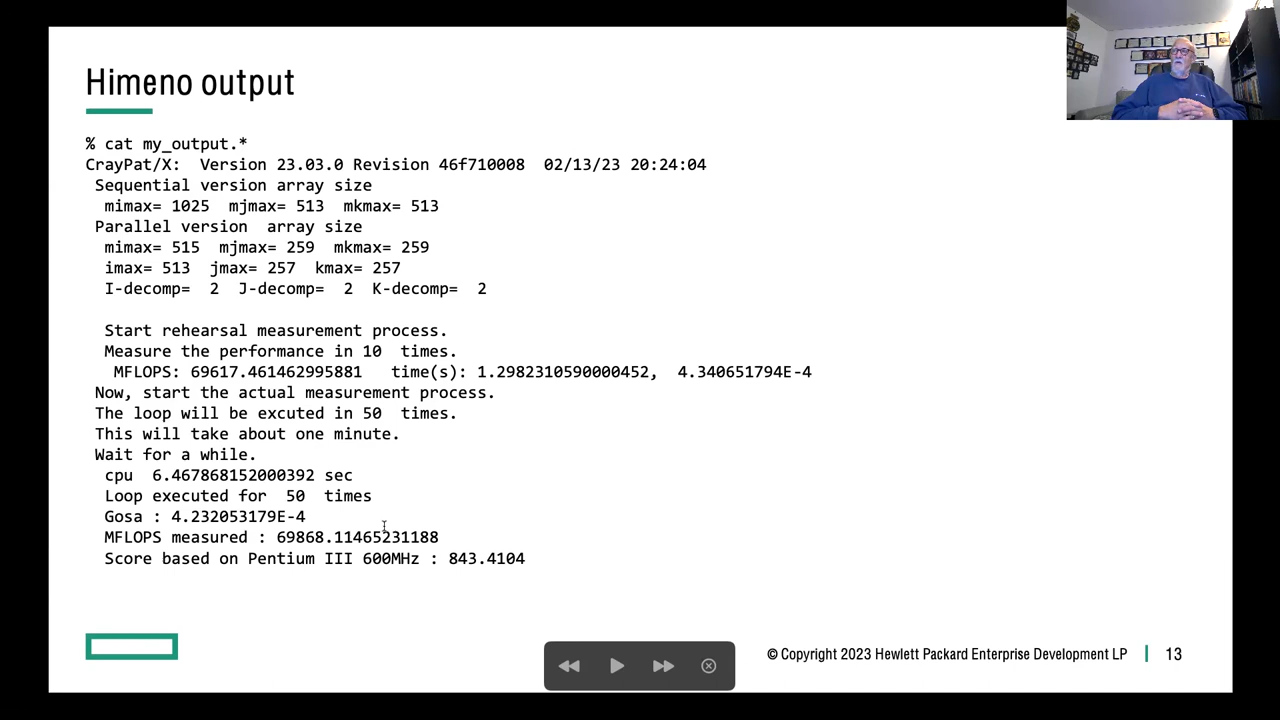 Himeno output
% cat my_output.*
CrayPat/X:  Version 23.03.0 Revision 46f710008  02/13/23 20:24:04
Sequential version array size
mimax= 1025  mjmax= 513  mkmax= 513
Parallel version  array size
mimax= 515  mjmax= 259  mkmax= 259
imax= 513  jmax= 257  kmax= 257
I-decomp=  2  J-decomp=  2  K-decomp=  2
Start rehearsal measurement process.
Measure the performance in 10  times.
MFLOPS: 69617.461462995881   time(s): 1.2982310590000452,  4.340651794E-4
Now, start the actual measurement process.
The loop will be excuted in 50  times.
This will take about one minute.
Wait for a while.
cpu  6.467868152000392 sec
Loop executed for  50  times
Gosa : 4.232053179E-4
MFLOPS measured : 69868.11465231188
Score based on Pentium III 600MHz : 843.4104
© Copyright 2023 Hewlett Packard Enterprise Development LP
13